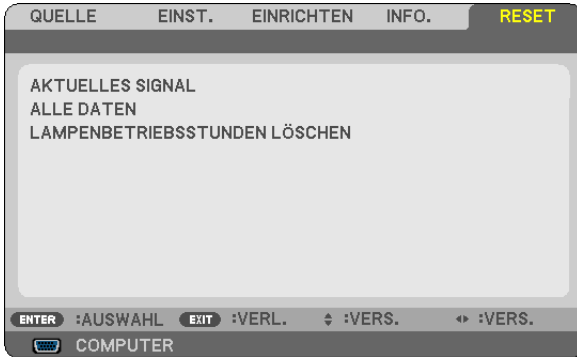 QUELLE EINST. EINRICHTEN INFO. RESET
AKTUELLES SIGNAL
ALLE DATEN
LAMPENBETRIEBSSTUNDEN LÖSCHEN
ENTER :AUSWAHL EXIT :VERL. :VERS. :VERS.
COMPUTER